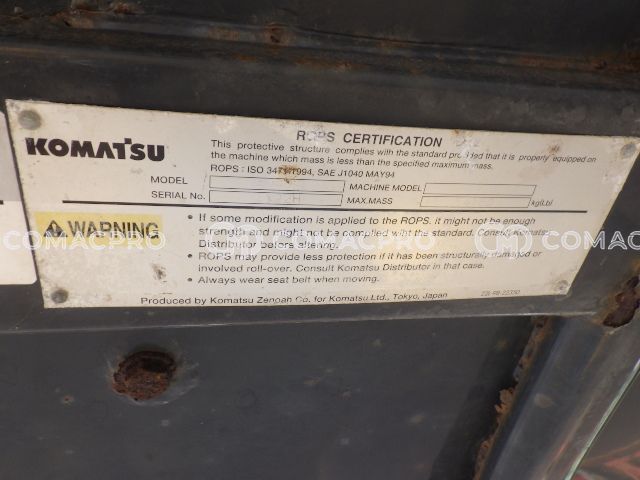 KOMATSU
ROPS CERTIFICATION
This protective structure complies with the standard provided that it is properly equipped on
the machine which mass is less than the specified maximum mass.
ROPS : ISO 3471-1994, SAE J1040 MAY94
MODEL
MACHINE MODEL
SERIAL No.
MAX.MASS
kg(Lb)
WARNING
• If some modification is applied to the ROPS. it might not be enough
strength and might not be complied with the standard. Consult Komatsu
Distributor before altering.
• ROPS may provide less protection if it has been structurally damaged or
involved roll-over. Consult Komatsu Distributor in that case.
• Always wear seat belt when moving.
Produced by Komatsu Zenoah Co. for Komatsu Ltd., Tokyo, Japan
COMACPRO
COMACPRO
COMACPRO